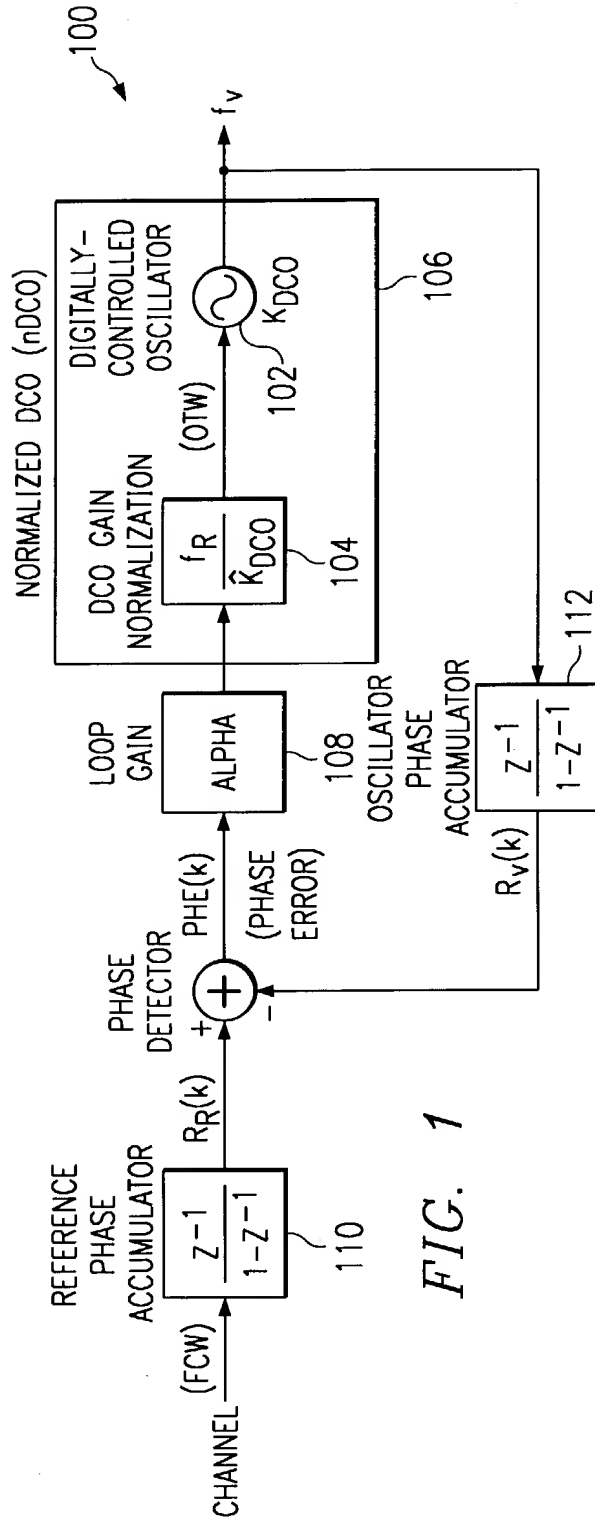 100
NORMALIZED DCO (nDCO)
DCO GAIN
NORMALIZATION
f_R
K̂_DCO
104
(OTW)
DIGITALLY-
CONTROLLED
OSCILLATOR
K_DCO
102
f_v
106
LOOP
GAIN
ALPHA
108
PHASE
DETECTOR
+
+
-
PHE(k)
(PHASE
ERROR)
REFERENCE
PHASE
ACCUMULATOR
Z^-1
1-Z^-1
110
R_R(k)
CHANNEL
(FCW)
OSCILLATOR
PHASE
ACCUMULATOR
Z^-1
1-Z^-1
112
R_v(k)
FIG. 1